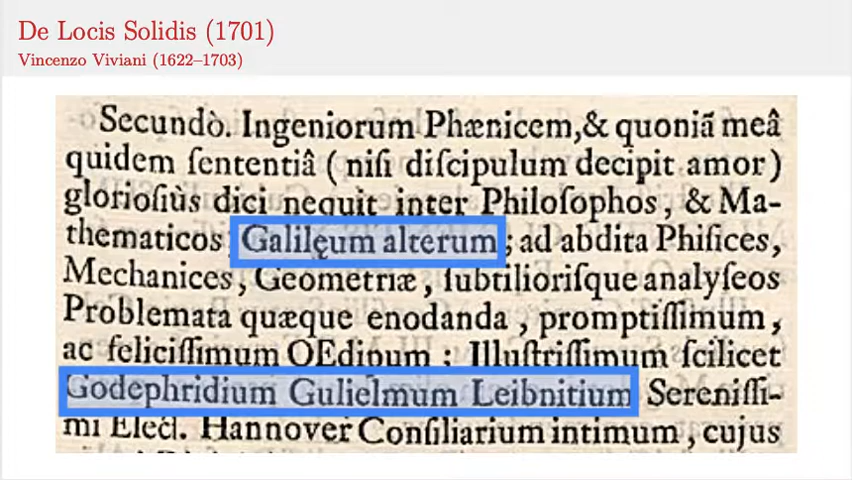 De Locis Solidis (1701)
Vincenzo Viviani (1622–1703)
Secundò. Ingeniorum Phænicem, & quoniã meâ
quidem ſententiâ ( niſi diſcipulum decipit amor )
glorioſiùs dici nequit inter Philoſophos, & Ma-
thematicos Galilęum alterum ; ad abdita Phiſices,
Mechanices, Geometriæ, ſubtilioriſque analyſeos
Problemata quæque enodanda , promptiſſimum ,
ac feliciſſimum OEdipum : Illuſtriſſimum ſcilicet
Godephridium Gulielmum Leibnitium Sereniſſi-
mi Elect. Hannover Conſiliarium intimum , cujus